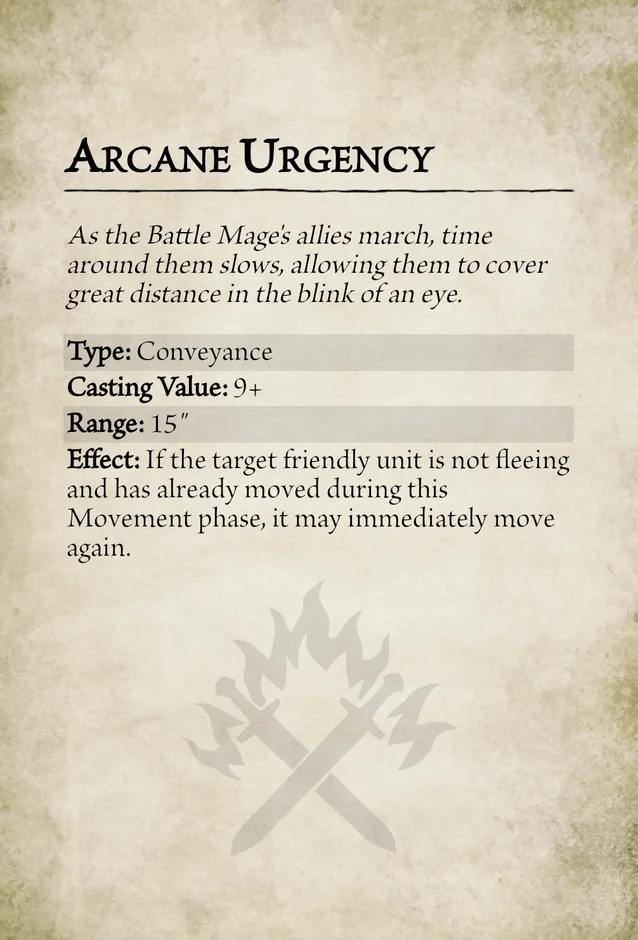 Arcane Urgency
As the Battle Mage's allies march, time
around them slows, allowing them to cover
great distance in the blink of an eye.
Type: Conveyance
Casting Value: 9+
Range: 15"
Effect: If the target friendly unit is not fleeing
and has already moved during this
Movement phase, it may immediately move
again.